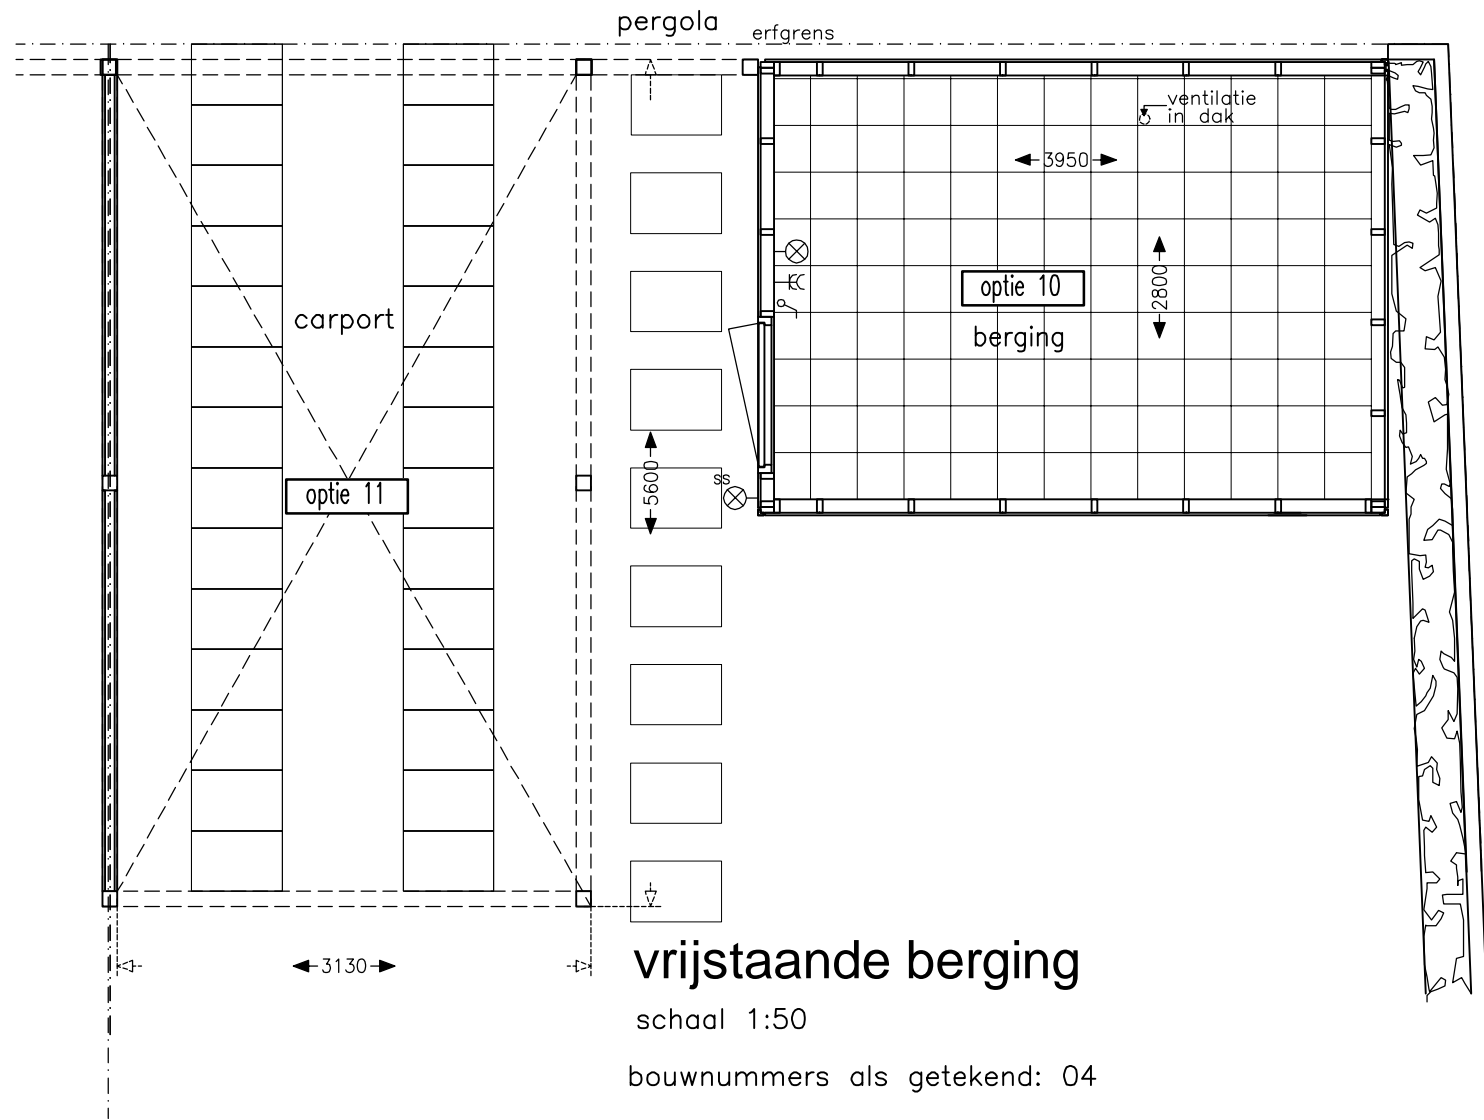 pergola
erfgrens
ventilatie
in dak
3950
2800
optie 10
berging
carport
optie 11
5600
ss
3130
vrijstaande berging
schaal 1:50
bouwnummers als getekend: 04